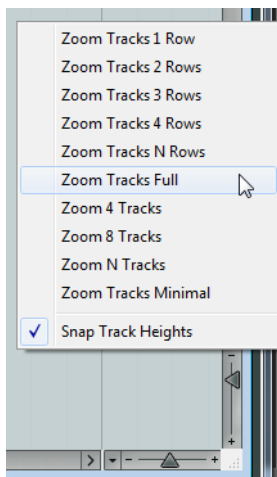 Zoom Tracks 1 Row
Zoom Tracks 2 Rows
Zoom Tracks 3 Rows
Zoom Tracks 4 Rows
Zoom Tracks N Rows
Zoom Tracks Full
Zoom 4 Tracks
Zoom 8 Tracks
Zoom N Tracks
Zoom Tracks Minimal
Snap Track Heights